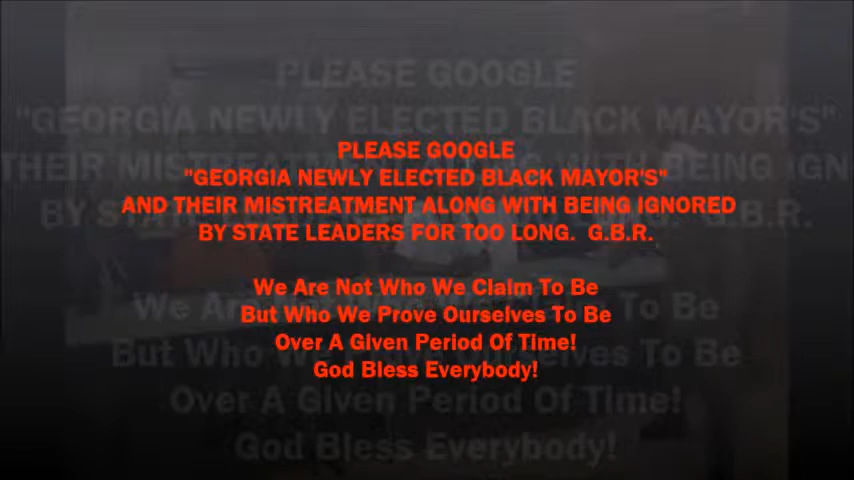 PLEASE GOOGLE
"GEORGIA NEWLY ELECTED BLACK MAYOR'S"
AND THEIR MISTREATMENT ALONG WITH BEING IGNORED
BY STATE LEADERS FOR TOO LONG.  G.B.R.
We Are Not Who We Claim To Be
But Who We Prove Ourselves To Be
Over A Given Period Of Time!
God Bless Everybody!